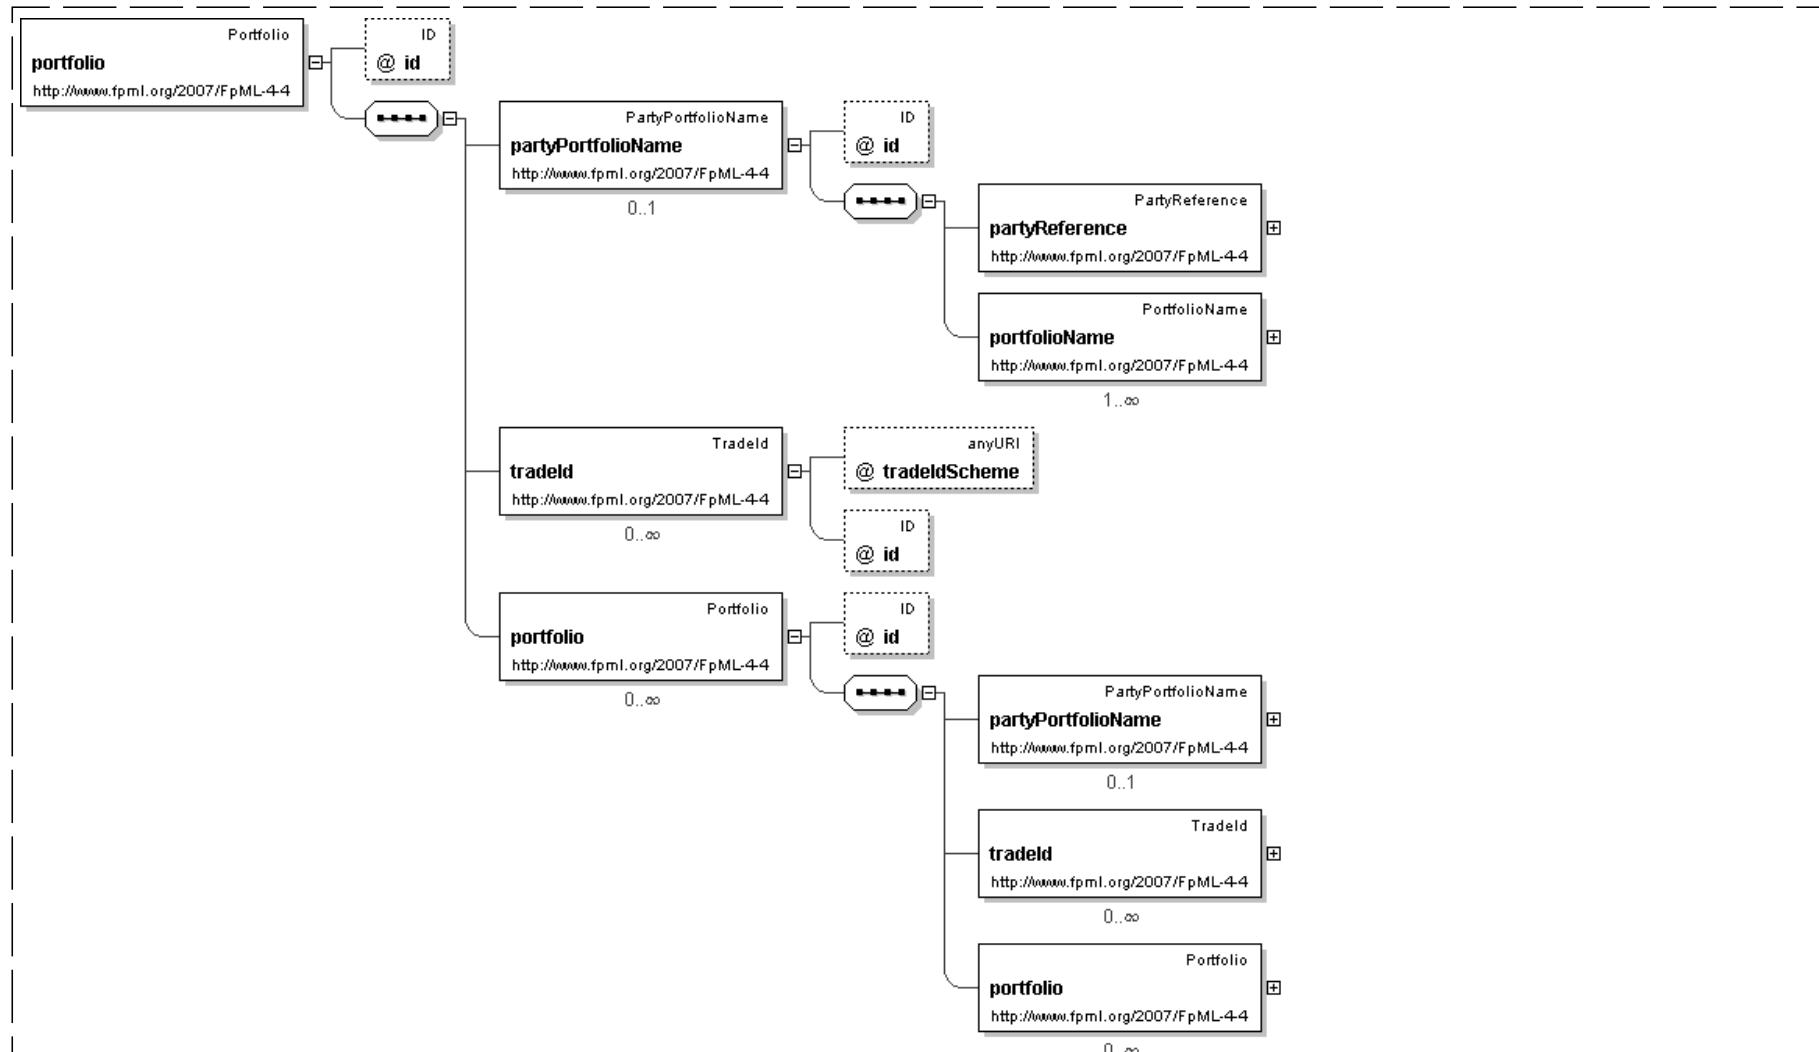 Portfolio
portfolio
http://www.fpml.org/2007/FpML-4-4
ID
@ id
PartyPortfolioName
partyPortfolioName
http://www.fpml.org/2007/FpML-4-4
0..1
ID
@ id
PartyReference
partyReference
http://www.fpml.org/2007/FpML-4-4
PortfolioName
portfolioName
http://www.fpml.org/2007/FpML-4-4
1..∞
TradeId
tradeId
http://www.fpml.org/2007/FpML-4-4
0..∞
anyURI
@ tradeIdScheme
ID
@ id
Portfolio
portfolio
http://www.fpml.org/2007/FpML-4-4
0..∞
ID
@ id
PartyPortfolioName
partyPortfolioName
http://www.fpml.org/2007/FpML-4-4
0..1
TradeId
tradeId
http://www.fpml.org/2007/FpML-4-4
0..∞
Portfolio
portfolio
http://www.fpml.org/2007/FpML-4-4
0..∞